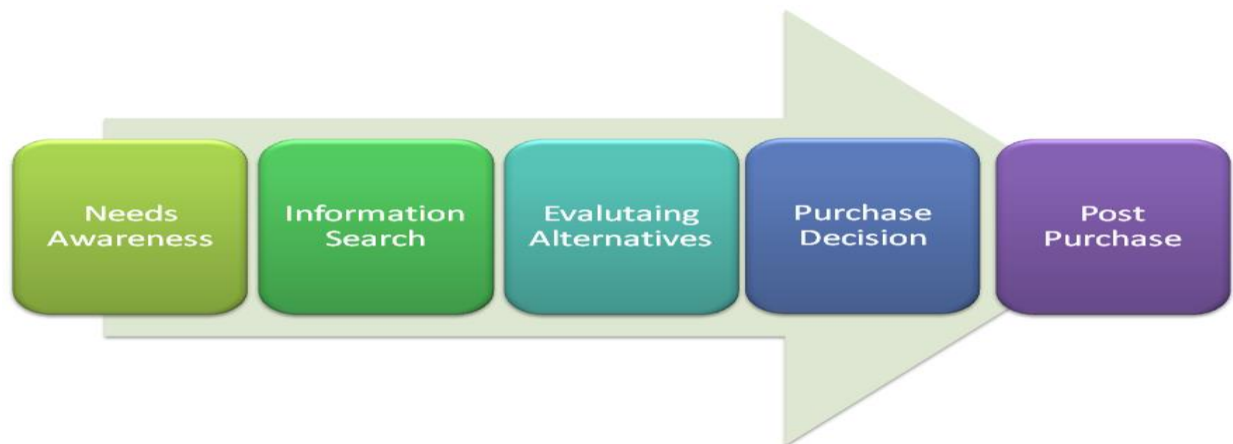 Needs
Awareness
Information
Search
Evalutaing
Alternatives
Purchase
Decision
Post
Purchase